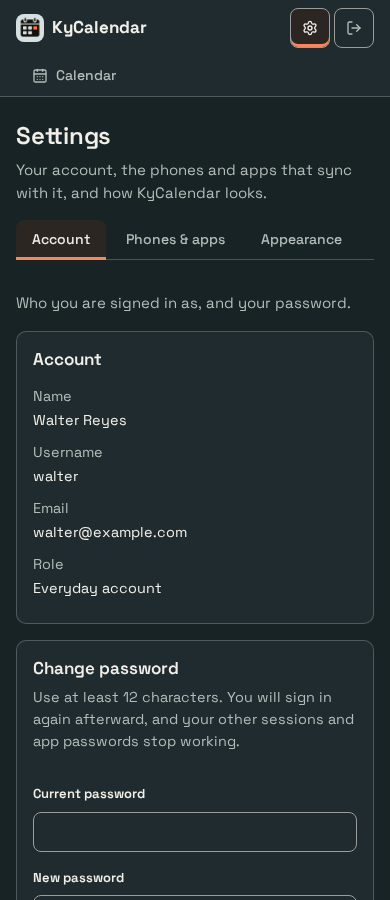 KyCalendar
Calendar
Settings
Your account, the phones and apps that sync
with it, and how KyCalendar looks.
Account
Phones & apps
Appearance
Who you are signed in as, and your password.
Account
Name
Walter Reyes
Username
walter
Email
walter@example.com
Role
Everyday account
Change password
Use at least 12 characters. You will sign in
again afterward, and your other sessions and
app passwords stop working.
Current password
New password